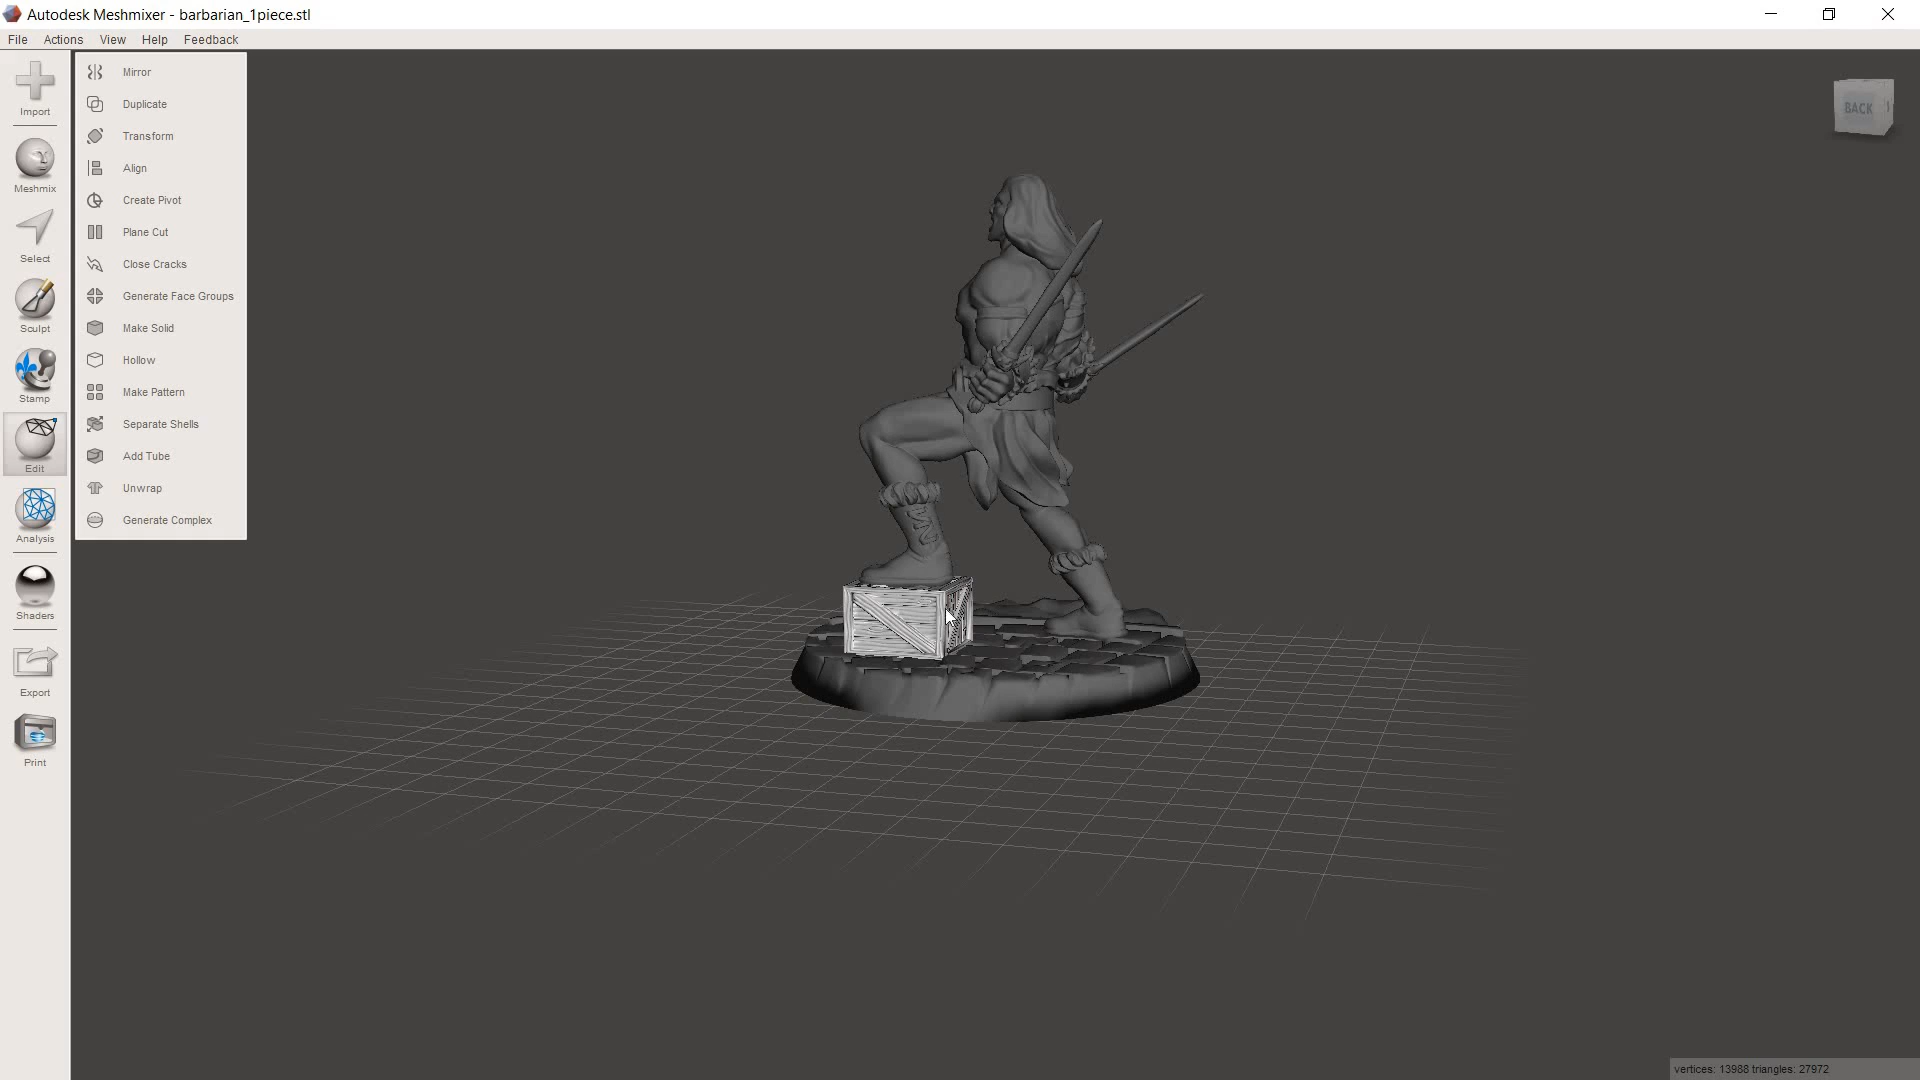 Autodesk Meshmixer - barbarian_1piece.stl
File Actions View Help Feedback
Import
Meshmix
Select
Sculpt
Stamp
Edit
Analysis
Shaders
Export
Print
Mirror
Duplicate
Transform
Align
Create Pivot
Plane Cut
Close Cracks
Generate Face Groups
Make Solid
Hollow
Make Pattern
Separate Shells
Add Tube
Unwrap
Generate Complex
BACK
vertices: 13988 triangles: 27972